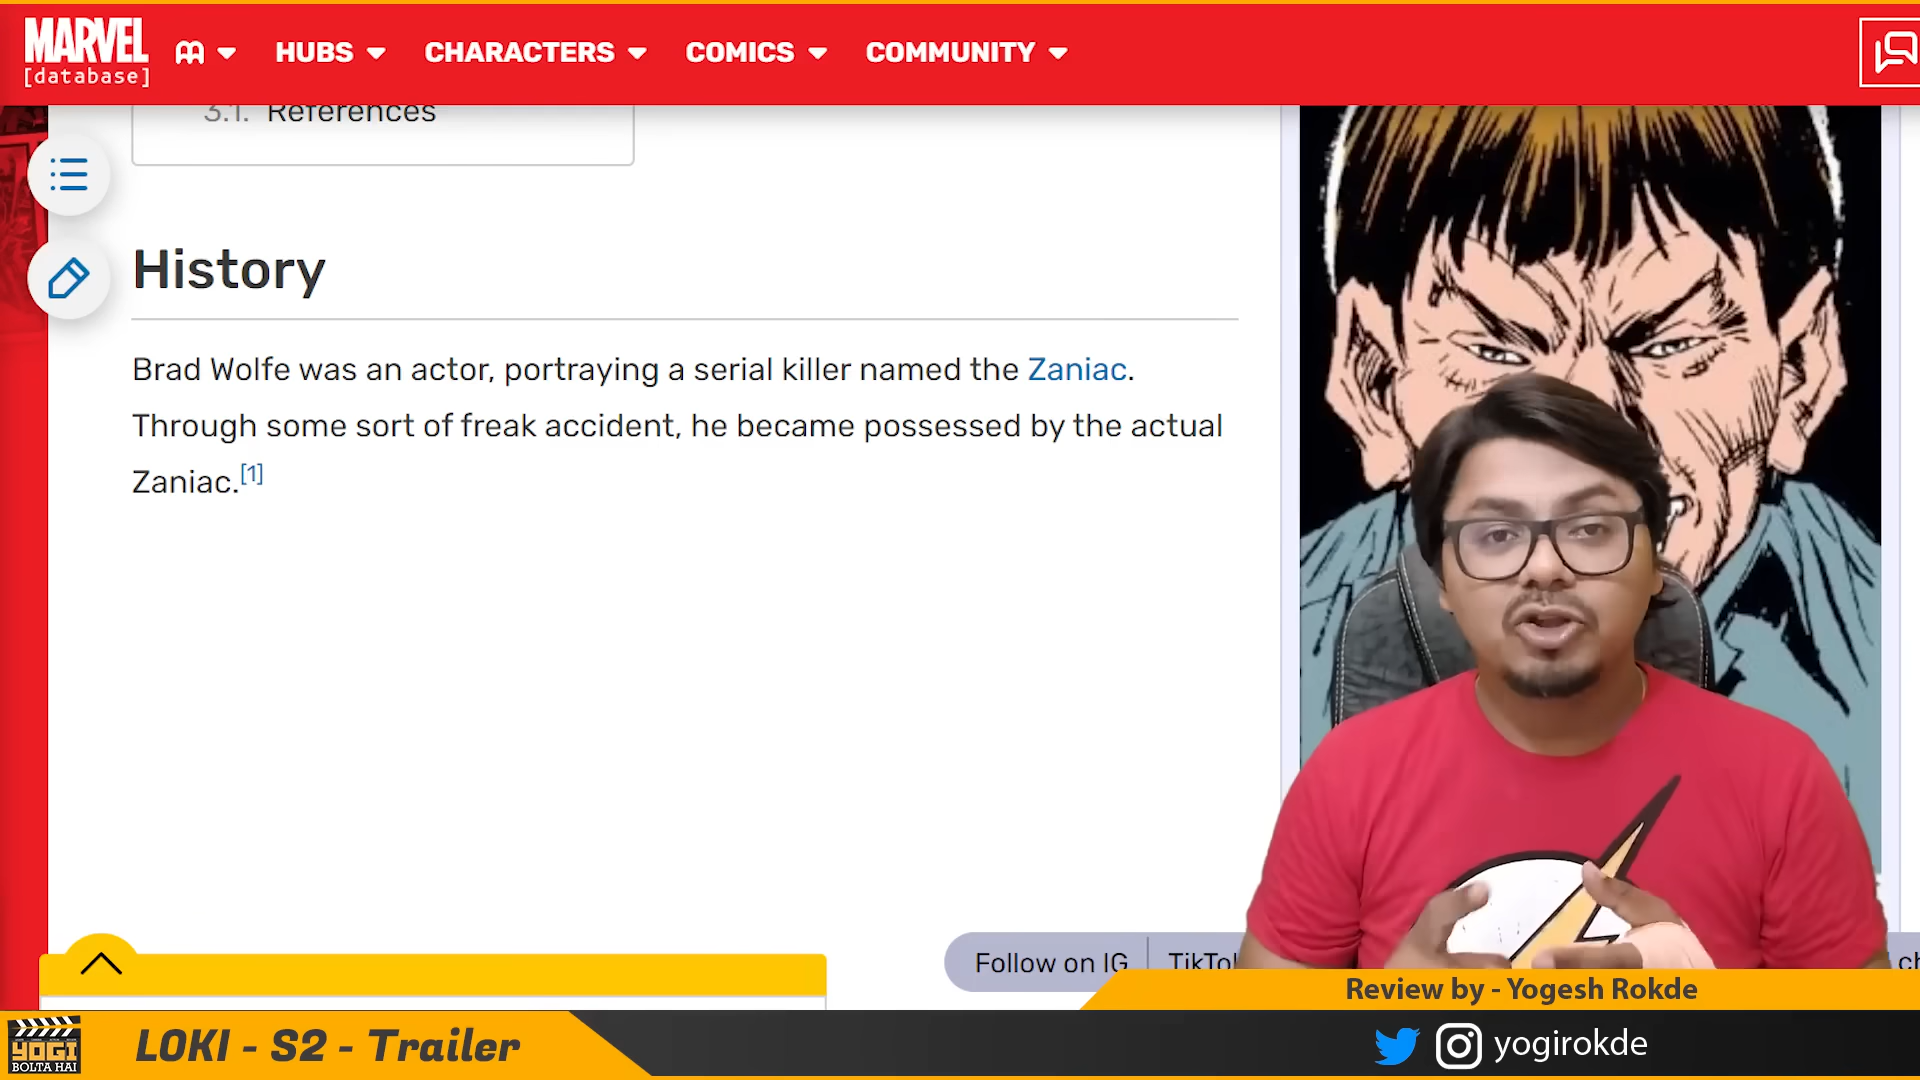 MARVEL
[database]
HUBS
CHARACTERS
COMICS
COMMUNITY
3.1. References
History
Brad Wolfe was an actor, portraying a serial killer named the Zaniac.
Through some sort of freak accident, he became possessed by the actual
Zaniac.[1]
Follow on IG
TikTok
ch
Review by - Yogesh Rokde
YOGI
BOLTA HAI
LOKI - S2 - Trailer
yogirokde